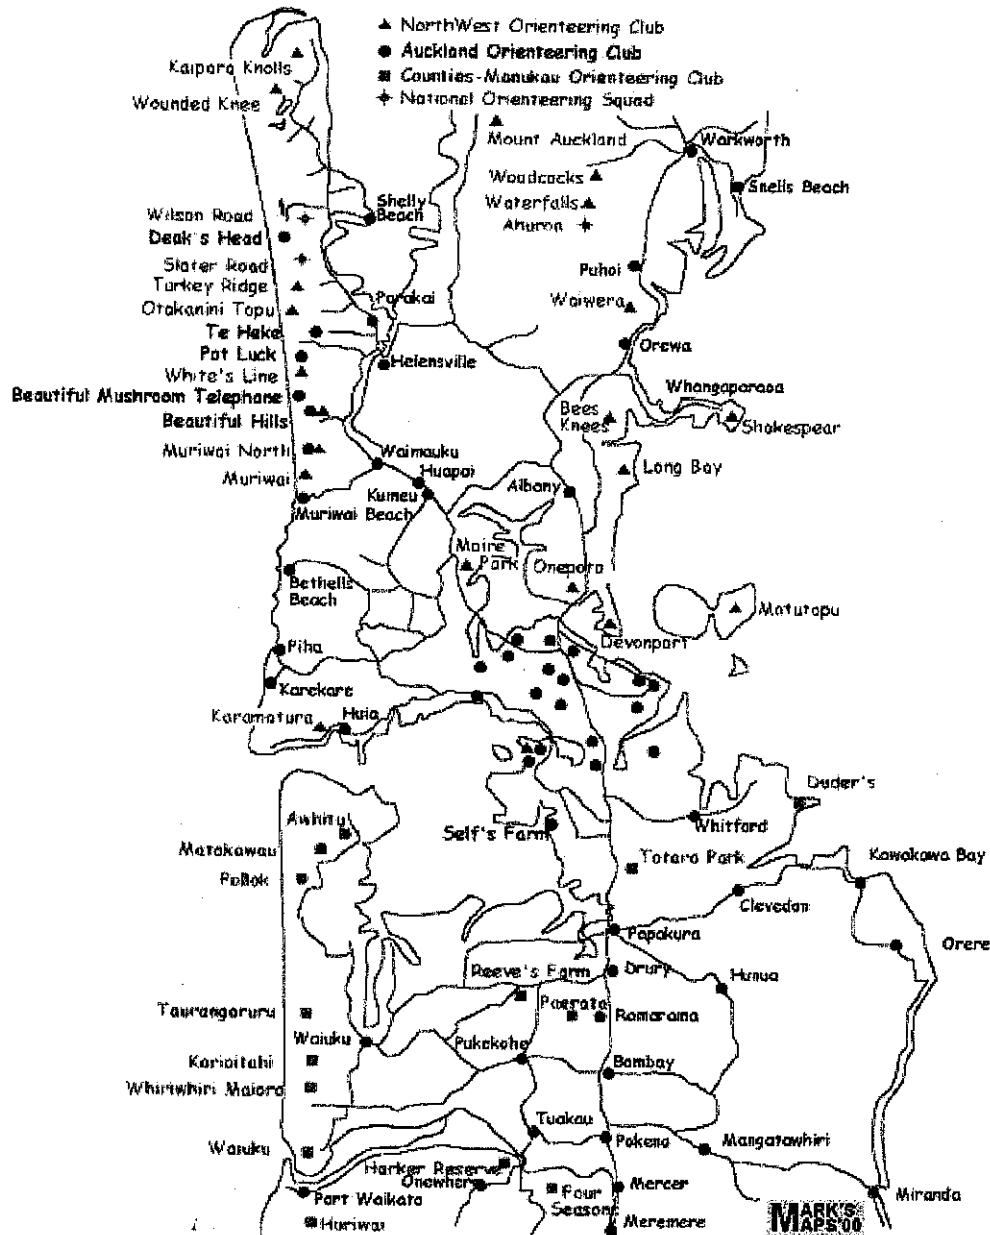 NorthWest Orienteering Club
Auckland Orienteering Club
Counties-Manukau Orienteering Club
National Orienteering Squad
Kaipara Knolls
Wounded Knee
Mount Auckland
Warkworth
Woodcocks
Snells Beach
Waterfalls
Ahuroa
Shelly
Beach
Wilson Road
Deak's Head
Slater Road
Turkey Ridge
Otakanini Topu
Puhoi
Waiwera
Parakai
Te Heke
Pot Luck
White's Line
Helensville
Orewa
Beautiful Mushroom Telephone
Beautiful Hills
Whangaparaoa
Bees
Knees
Shakespear
Muriwai North
Muriwai
Waimauku
Huapai
Kumeu
Muriwai Beach
Albany
Long Bay
Maire
Park
Onepoto
Bethells
Beach
Motutapu
Devonport
Piha
Karekare
Karamatura
Huia
Duder's
Awhitu
Self's Farm
Whitford
Matakawau
Pollok
Totara Park
Kawakawa Bay
Clevedon
Papakura
Orere
Reeve's Farm
Drury
Hunua
Paerata
Taurangaruru
Ramarama
Waiuku
Pukekohe
Karioitahi
Bombay
Whiriwhiri Maioro
Tuakau
Waiuku
Pokeno
Mangatawhiri
Harker Reserve
Onewhero
Port Waikato
Four
Seasons
Mercer
Miranda
Huriwai
Meremere
MARK'S
MAPS'00